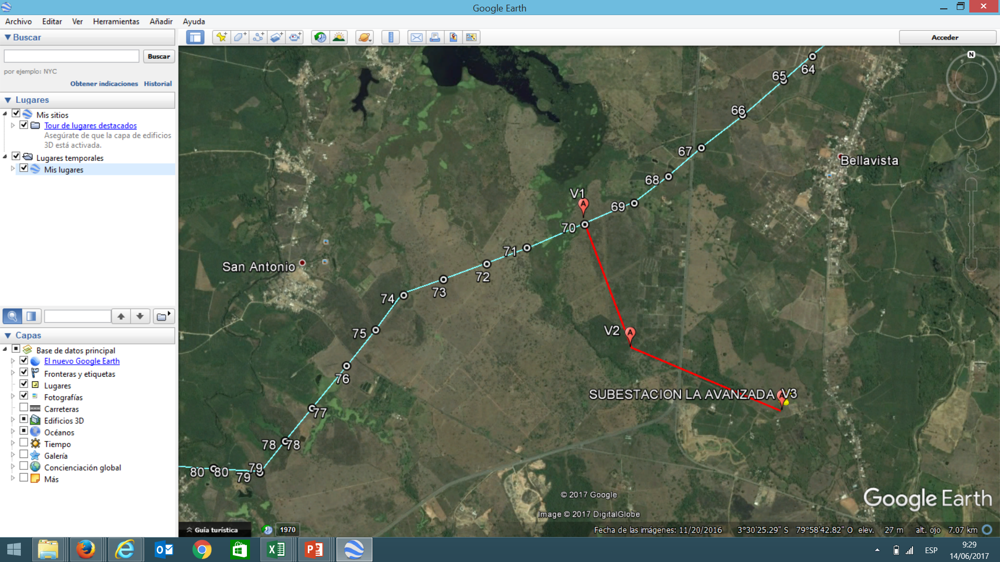 Google Earth
Archivo Editar Ver Herramientas Añadir Ayuda
Buscar
Buscar
por ejemplo: NYC
Obtener indicaciones Historial
Lugares
Mis sitios
Tour de lugares destacados
Asegúrate de que la capa de edificios
3D está activada.
Lugares temporales
Mis lugares
Capas
Base de datos principal
El nuevo Google Earth
Fronteras y etiquetas
Lugares
Fotografías
Carreteras
Edificios 3D
Océanos
Tiempo
Galería
Concienciación global
Más
Acceder
N
64
65
66
67
Bellavista
68
V1
A
69
70
71
San Antonio
72
73
74
75
V2
A
76
SUBESTACION LA AVANZADA
V3
77
78 78
79
80 80
79
© 2017 Google
Image © 2017 DigitalGlobe
Google Earth
Guía turística
1970
Fecha de las imágenes: 11/20/2016 3°30'25.29" S 79°58'42.82" O elev. 27 m alt. ojo 7.07 km
ESP
9:29
14/06/2017